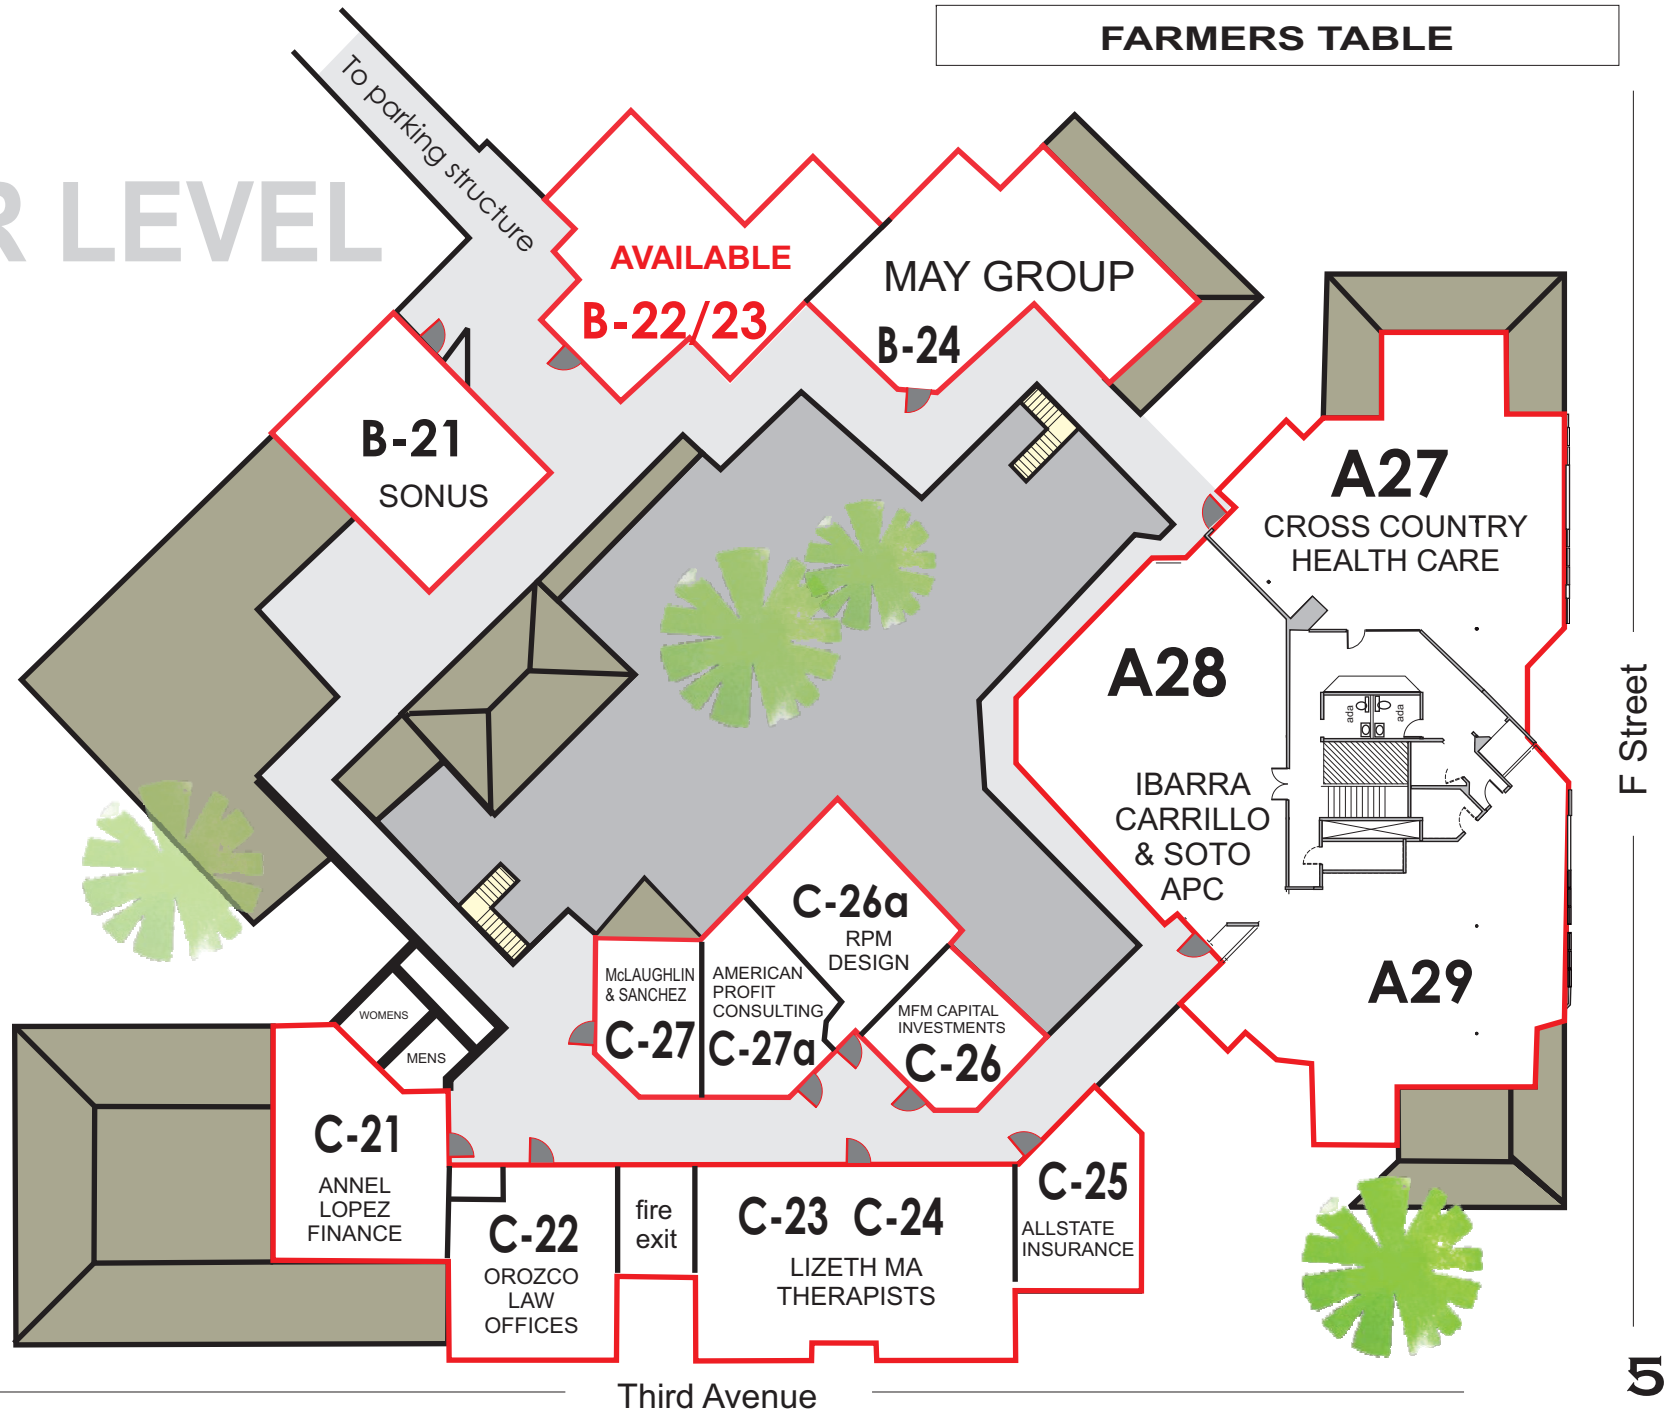 FARMERS TABLE
To parking structure
R LEVEL
AVAILABLE
B-22/23
MAY GROUP
B-24
B-21
SONUS
A27
CROSS COUNTRY
HEALTH CARE
A28
ada
ada
IBARRA
CARRILLO
& SOTO
APC
F Street
A29
C-26a
RPM
DESIGN
McLAUGHLIN
& SANCHEZ
C-27
AMERICAN
PROFIT
CONSULTING
C-27a
MFM CAPITAL
INVESTMENTS
C-26
WOMENS
MENS
C-21
ANNEL
LOPEZ
FINANCE
C-22
OROZCO
LAW
OFFICES
fire
exit
C-23 C-24
LIZETH MA
THERAPISTS
C-25
ALLSTATE
INSURANCE
Third Avenue
5